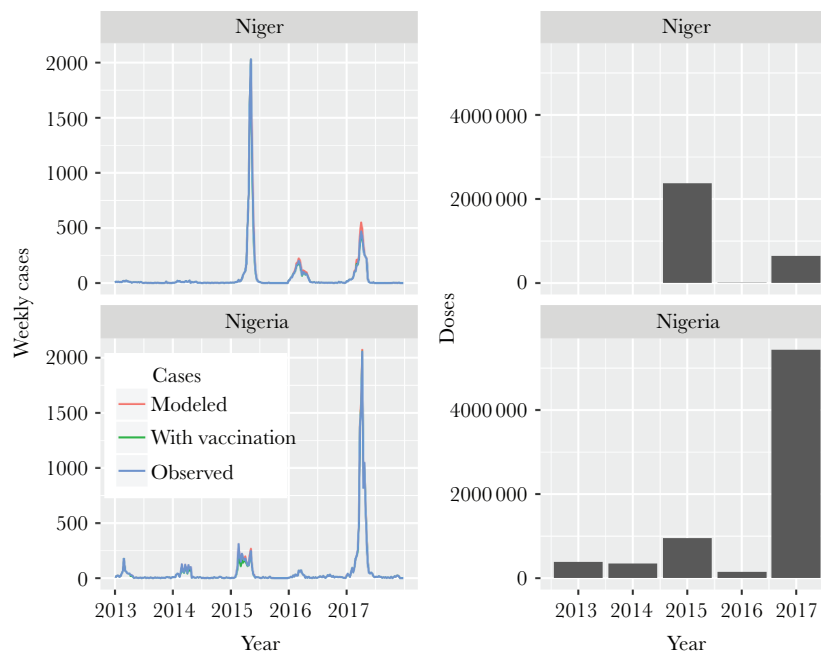 Niger
Weekly cases
2000
1500
1000
500
0
Nigeria
2000
1500
1000
500
0
Cases
Modeled
With vaccination
Observed
2013 2014 2015 2016 2017
Year
Niger
Doses
4000 000
2000 000
0
Nigeria
4000 000
2000 000
0
2013 2014 2015 2016 2017
Year